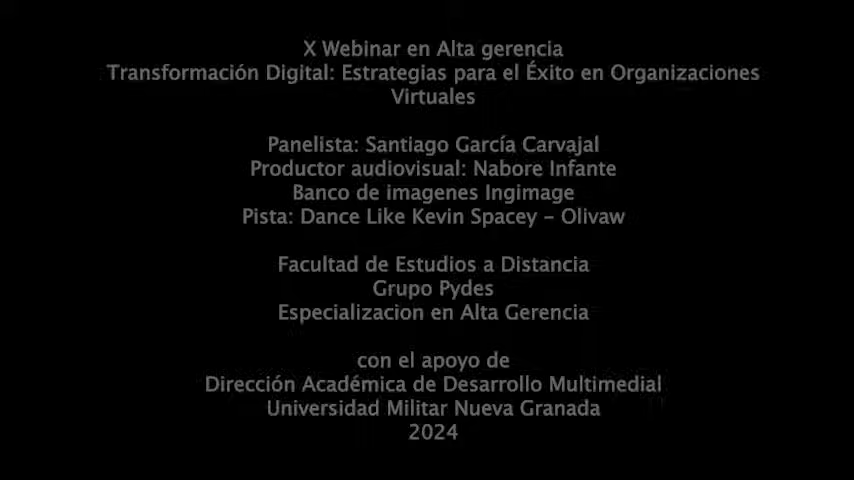 X Webinar en Alta gerencia
Transformación Digital: Estrategias para el Éxito en Organizaciones
Virtuales
Panelista: Santiago García Carvajal
Productor audiovisual: Nabore Infante
Banco de imagenes Ingimage
Pista: Dance Like Kevin Spacey - Olivaw
Facultad de Estudios a Distancia
Grupo Pydes
Especializacion en Alta Gerencia
con el apoyo de
Dirección Académica de Desarrollo Multimedial
Universidad Militar Nueva Granada
2024